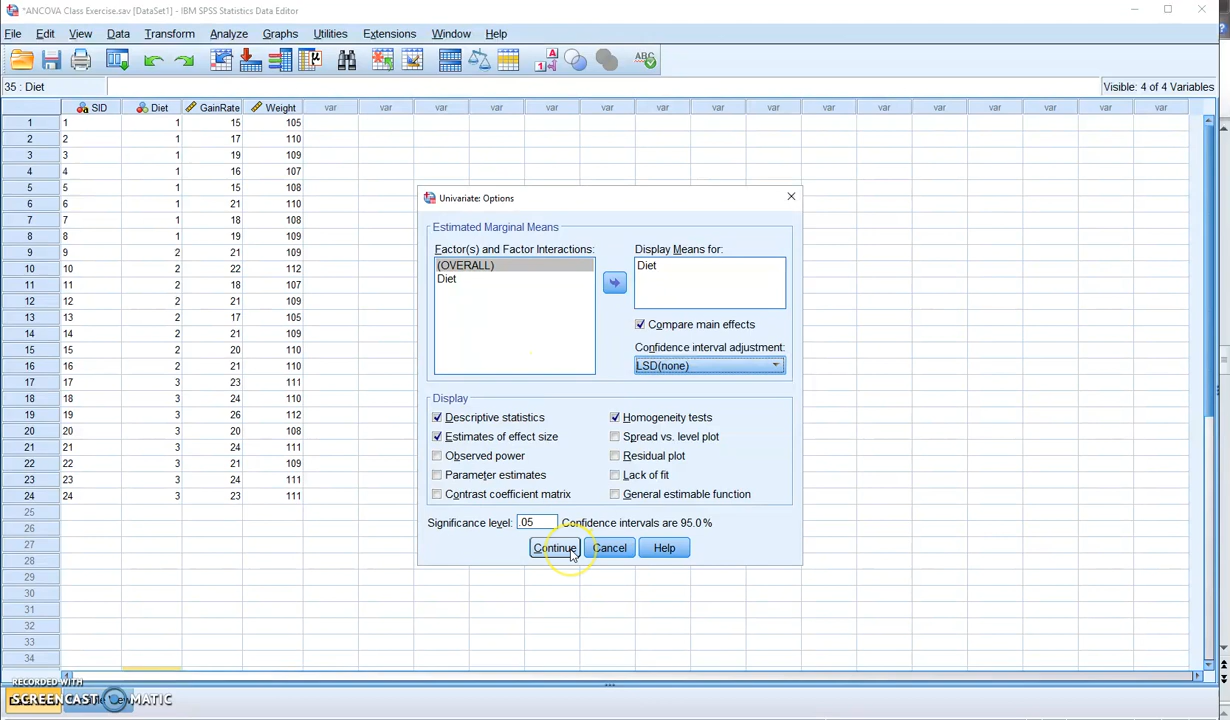 *ANCOVA Class Exercise.sav [DataSet1] - IBM SPSS Statistics Data Editor
File Edit View Data Transform Analyze Graphs Utilities Extensions Window Help
35 : Diet
Visible: 4 of 4 Variables
SID Diet GainRate Weight var var var var var var var var var var var var var var var var
1 1 1 15 105
2 2 1 17 110
3 3 1 19 109
4 4 1 16 107
5 5 1 15 108
6 6 1 21 110
7 7 1 18 108
8 8 1 19 109
9 9 2 21 109
10 10 2 22 112
11 11 2 18 107
12 12 2 21 109
13 13 2 17 105
14 14 2 21 109
15 15 2 20 110
16 16 2 21 110
17 17 3 23 111
18 18 3 24 110
19 19 3 26 112
20 20 3 20 108
21 21 3 24 111
22 22 3 21 109
23 23 3 24 111
24 24 3 23 111
25
26
27
28
29
30
31
32
33
34
Univariate: Options
Estimated Marginal Means
Factor(s) and Factor Interactions:
(OVERALL)
Diet
Display Means for:
Diet
Compare main effects
Confidence interval adjustment:
LSD(none)
Display
Descriptive statistics
Homogeneity tests
Estimates of effect size
Spread vs. level plot
Observed power
Residual plot
Parameter estimates
Lack of fit
Contrast coefficient matrix
General estimable function
Significance level: .05 Confidence intervals are 95.0%
Continue Cancel Help
RECORDED WITH
SCREENCAST MATIC